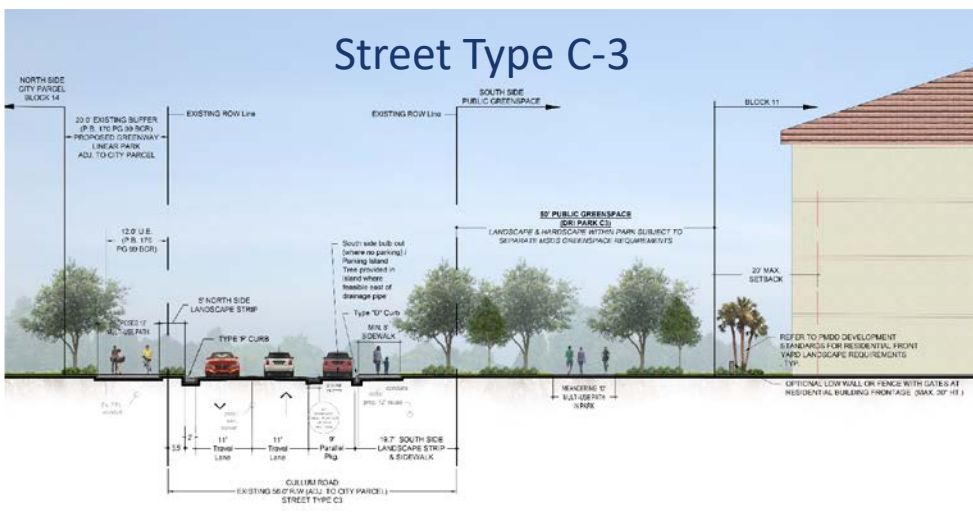 Street Type C-3
NORTH SIDE
CITY PARCEL
BLOCK 14
20.0' EXISTING BUFFER
(P.B. 170 PG 99 BCR)
PROPOSED GREENWAY
LINEAR PARK
ADJ. TO CITY PARCEL
EXISTING ROW Line
EXISTING ROW Line
SOUTH SIDE
PUBLIC GREENSPACE
BLOCK 11
12.0' U.E.
(P.B. 170
PG 99 BCR)
5' NORTH SIDE
LANDSCAPE STRIP
MULTI-USE PARK
TYPE 'F' CURB
South side bulb out
(where no parking) /
Parking Island
Tree provided in
island where
feasible east of
drainage pipe
Type "D" Curb
SIDEWALK
50' PUBLIC GREENSPACE
(DRI PARK C3)
LANDSCAPE & HARDSCAPE WITHIN PARK SUBJECT TO
SEPARATE MSDS GREENSPACE REQUIREMENTS
20' MAX.
SETBACK
REFER TO PMDD DEVELOPMENT
STANDARDS FOR RESIDENTIAL FRONT
YARD LANDSCAPE REQUIREMENTS
, TYP.
OPTIONAL LOW WALL OR FENCE WITH GATES AT
RESIDENTIAL BUILDING FRONTAGE (MAX. 30" HT.)
MEANDERING 12'
MULTI-USE PATH
IN PARK
3.5'
2'
11'
Travel
Lane
11'
Travel
Lane
9'
Parallel
Pkg.
19.7' SOUTH SIDE
LANDSCAPE STRIP
& SIDEWALK
CULLUM ROAD
EXISTING 56.0' R/W (ADJ. TO CITY PARCEL)
STREET TYPE C3